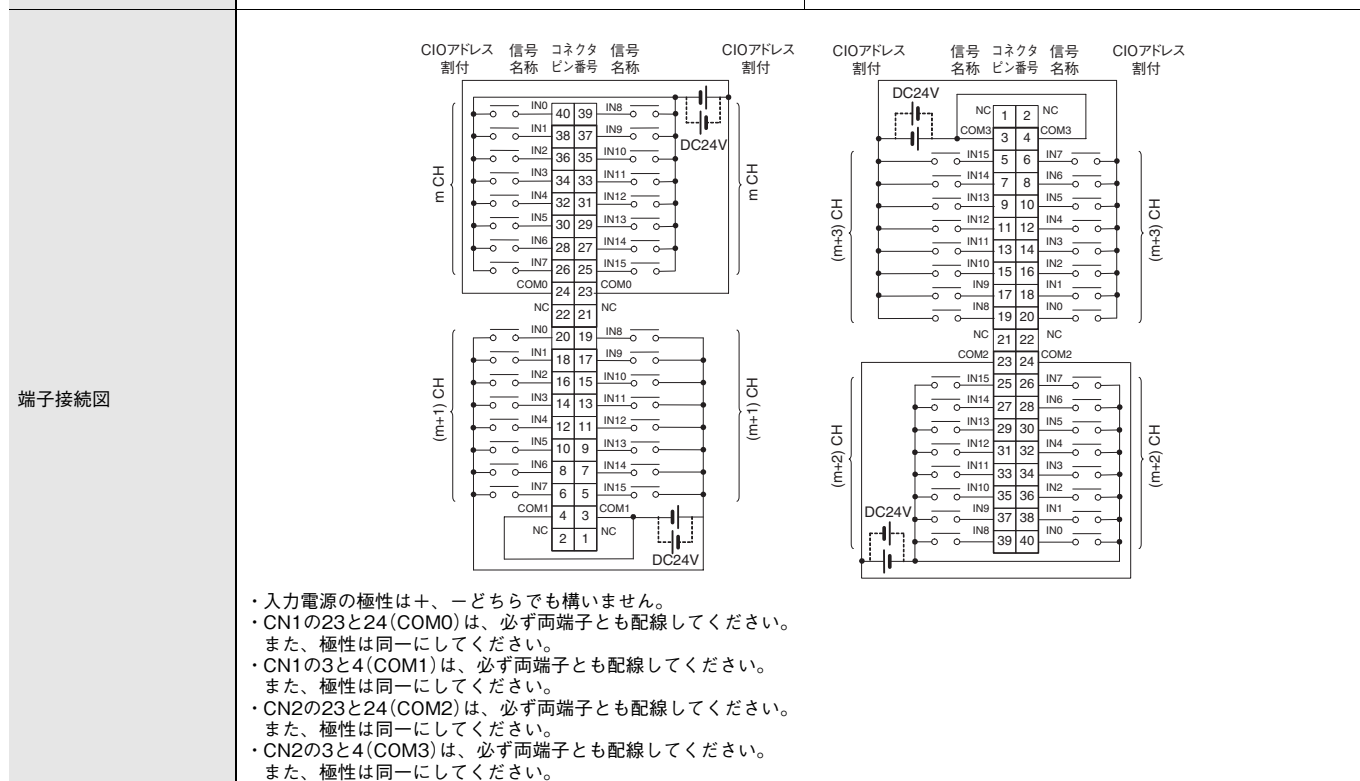 端子接続図
CIOアドレス 信号 コネクタ 信号 CIOアドレス
割付 名称 ピン番号 名称 割付
IN0 40 39 IN8
DC24V
IN1 38 37 IN9
IN2 36 35 IN10
IN3 34 33 IN11
IN4 32 31 IN12
IN5 30 29 IN13
IN6 28 27 IN14
IN7 26 25 IN15
m CH
m CH
COM0 24 23 COM0
NC 22 21 NC
IN0 20 19 IN8
IN1 18 17 IN9
IN2 16 15 IN10
IN3 14 13 IN11
IN4 12 11 IN12
IN5 10 9 IN13
IN6 8 7 IN14
IN7 6 5 IN15
(m+1) CH
(m+1) CH
COM1 4 3 COM1
NC 2 1 NC
DC24V
CIOアドレス 信号 コネクタ 信号 CIOアドレス
割付 名称 ピン番号 名称 割付
DC24V
NC 1 2 NC
COM3 3 4 COM3
IN15 5 6 IN7
IN14 7 8 IN6
IN13 9 10 IN5
IN12 11 12 IN4
IN11 13 14 IN3
IN10 15 16 IN2
IN9 17 18 IN1
IN8 19 20 IN0
(m+3) CH
(m+3) CH
NC 21 22 NC
COM2 23 24 COM2
IN15 25 26 IN7
IN14 27 28 IN6
IN13 29 30 IN5
IN12 31 32 IN4
IN11 33 34 IN3
IN10 35 36 IN2
IN9 37 38 IN1
IN8 39 40 IN0
(m+2) CH
(m+2) CH
DC24V
・入力電源の極性は＋、－どちらでも構いません。
・CN1の23と24(COM0)は、必ず両端子とも配線してください。
また、極性は同一にしてください。
・CN1の3と4(COM1)は、必ず両端子とも配線してください。
また、極性は同一にしてください。
・CN2の23と24(COM2)は、必ず両端子とも配線してください。
また、極性は同一にしてください。
・CN2の3と4(COM3)は、必ず両端子とも配線してください。
また、極性は同一にしてください。